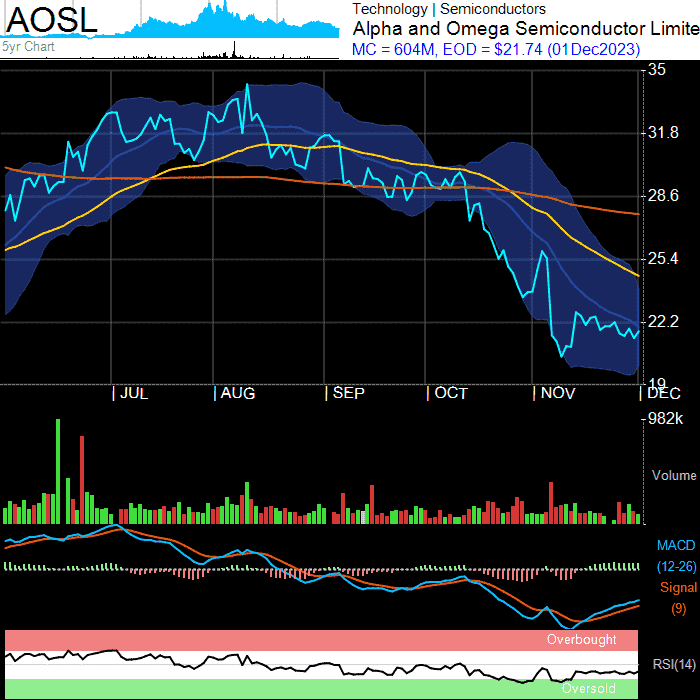 AOSL
5yr Chart
Technology | Semiconductors
Alpha and Omega Semiconductor Limite
MC = 604M, EOD = $21.74 (01Dec2023)
35
31.8
28.6
25.4
22.2
19
JUL
AUG
SEP
OCT
NOV
DEC
982k
Volume
MACD
(12-26)
Signal
(9)
Overbought
RSI(14)
Oversold